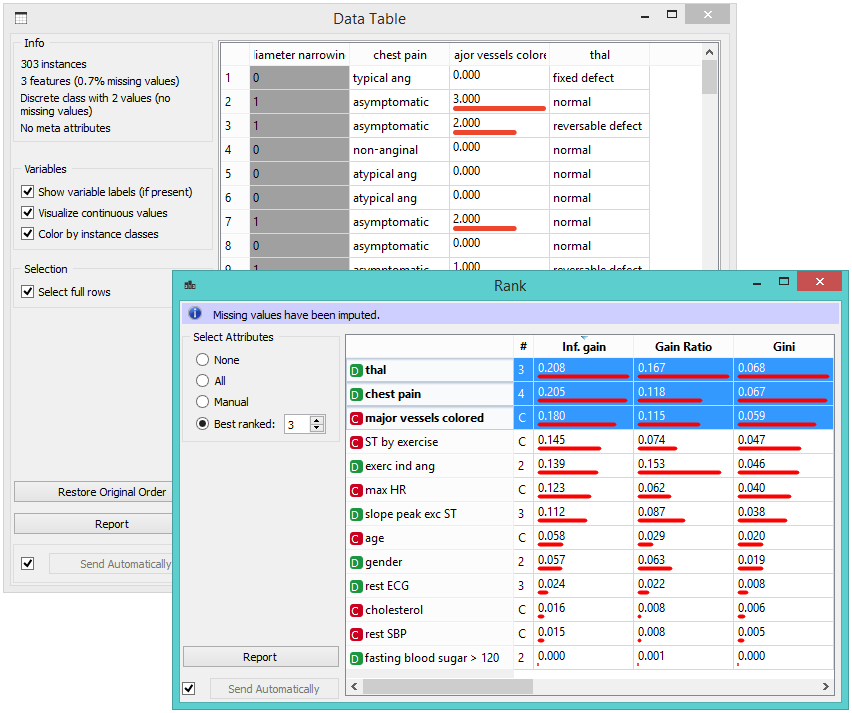 Data Table
Info
303 instances
3 features (0.7% missing values)
Discrete class with 2 values (no
missing values)
No meta attributes
Variables
Show variable labels (if present)
Visualize continuous values
Color by instance classes
Selection
Select full rows
Restore Original Order
Report
Send Automatically
iameter narrowin chest pain ajor vessels colore thal
1 0 typical ang 0.000 fixed defect
2 1 asymptomatic 3.000 normal
3 1 asymptomatic 2.000 reversable defect
4 0 non-anginal 0.000 normal
5 0 atypical ang 0.000 normal
6 0 atypical ang 0.000 normal
7 1 asymptomatic 2.000 normal
8 0 asymptomatic 0.000 normal
9 1 asymptomatic 1.000 reversable defect
Rank
Missing values have been imputed.
Select Attributes
None
All
Manual
Best ranked: 3
Report
Send Automatically
# Inf. gain Gain Ratio Gini
D thal 3 0.208 0.167 0.068
D chest pain 4 0.205 0.118 0.067
C major vessels colored C 0.180 0.115 0.059
C ST by exercise C 0.145 0.074 0.047
D exerc ind ang 2 0.139 0.153 0.046
C max HR C 0.123 0.062 0.040
D slope peak exc ST 3 0.112 0.087 0.038
C age C 0.058 0.029 0.020
D gender 2 0.057 0.063 0.019
D rest ECG 3 0.024 0.022 0.008
C cholesterol C 0.016 0.008 0.006
C rest SBP C 0.015 0.008 0.005
D fasting blood sugar > 120 2 0.000 0.001 0.000